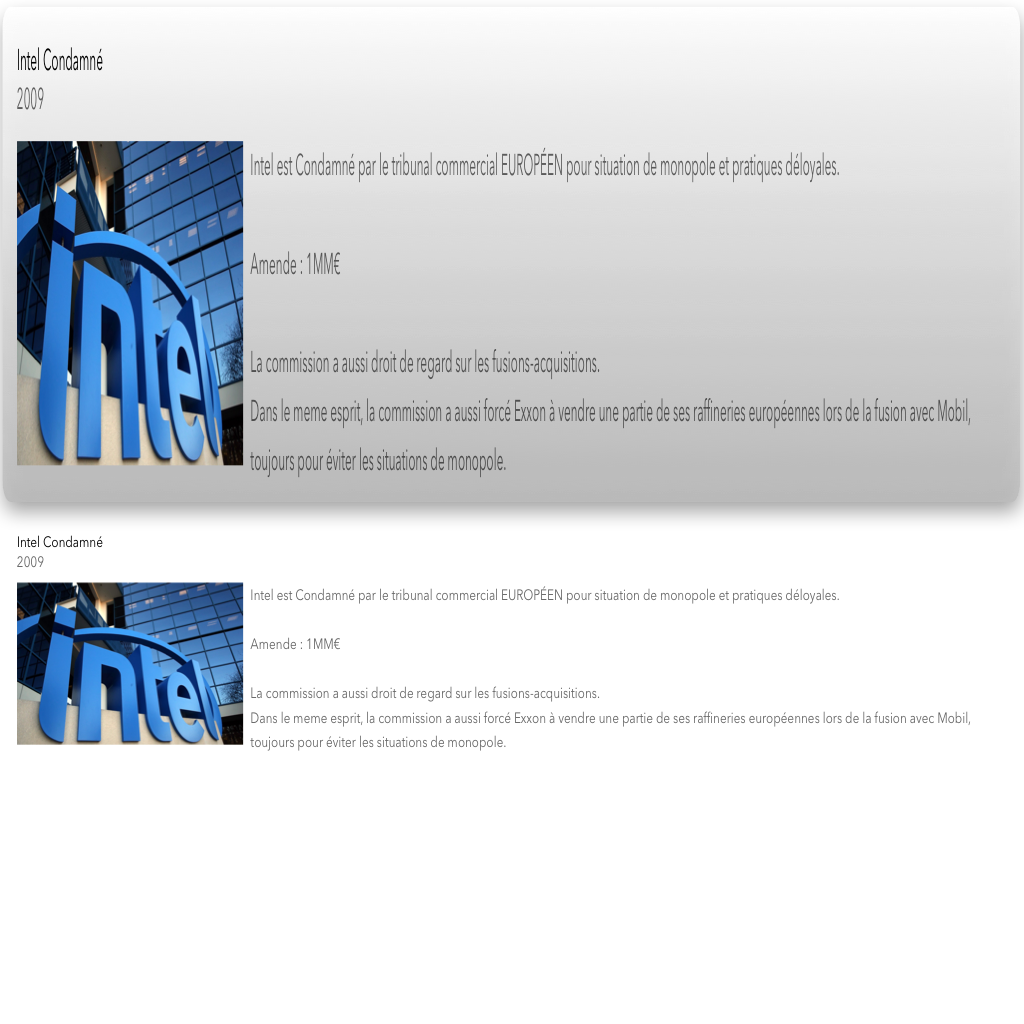 Intel Condamné
2009
intel
Intel est Condamné par le tribunal commercial EUROPÉEN pour situation de monopole et pratiques déloyales.
Amende : 1MM€
La commission a aussi droit de regard sur les fusions-acquisitions.
Dans le meme esprit, la commission a aussi forcé Exxon à vendre une partie de ses raffineries européennes lors de la fusion avec Mobil,
toujours pour éviter les situations de monopole.
Intel Condamné
2009
intel
Intel est Condamné par le tribunal commercial EUROPÉEN pour situation de monopole et pratiques déloyales.
Amende : 1MM€
La commission a aussi droit de regard sur les fusions-acquisitions.
Dans le meme esprit, la commission a aussi forcé Exxon à vendre une partie de ses raffineries européennes lors de la fusion avec Mobil,
toujours pour éviter les situations de monopole.